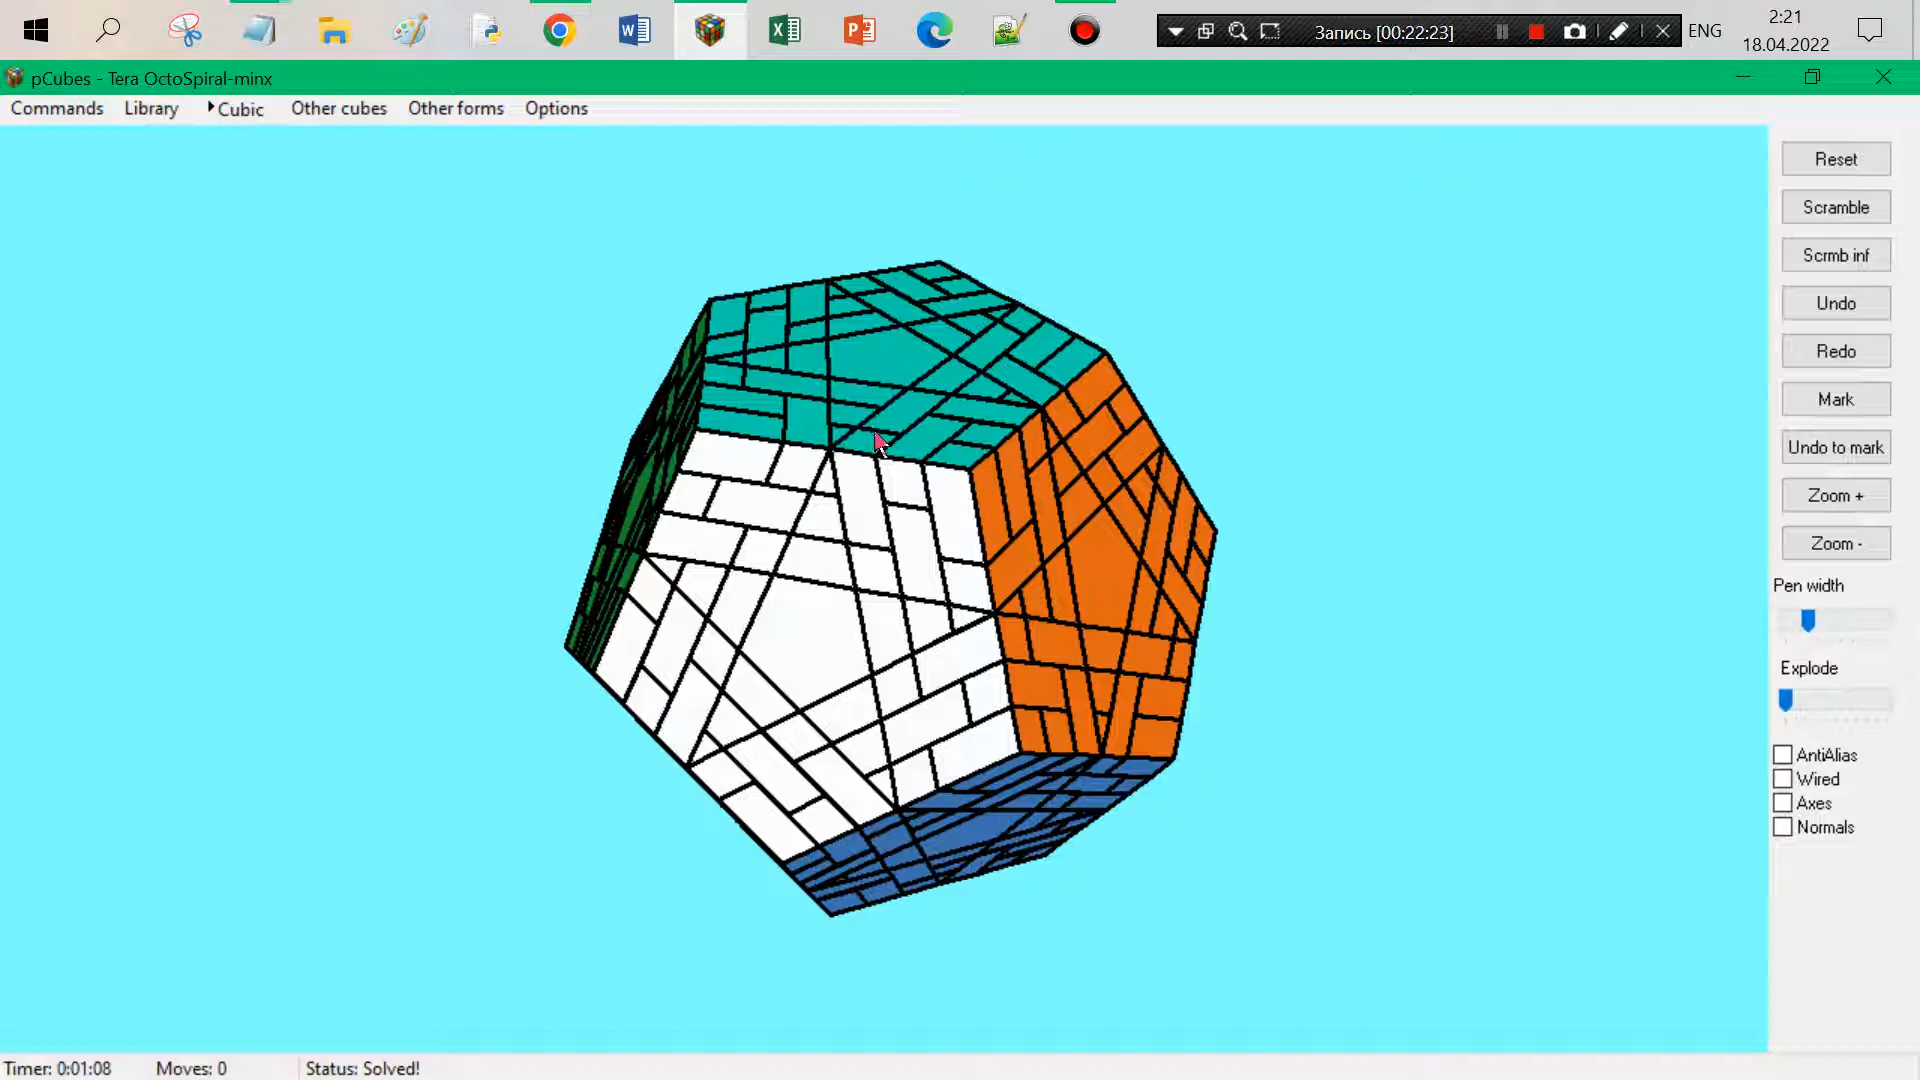 Запись [00:22:23]
ENG
2:21
18.04.2022
pCubes - Tera OctoSpiral-minx
Commands Library Cubic Other cubes Other forms Options
Reset
Scramble
Scrmb inf
Undo
Redo
Mark
Undo to mark
Zoom +
Zoom -
Pen width
Explode
AntiAlias
Wired
Axes
Normals
Timer: 0:01:08 Moves: 0 Status: Solved!